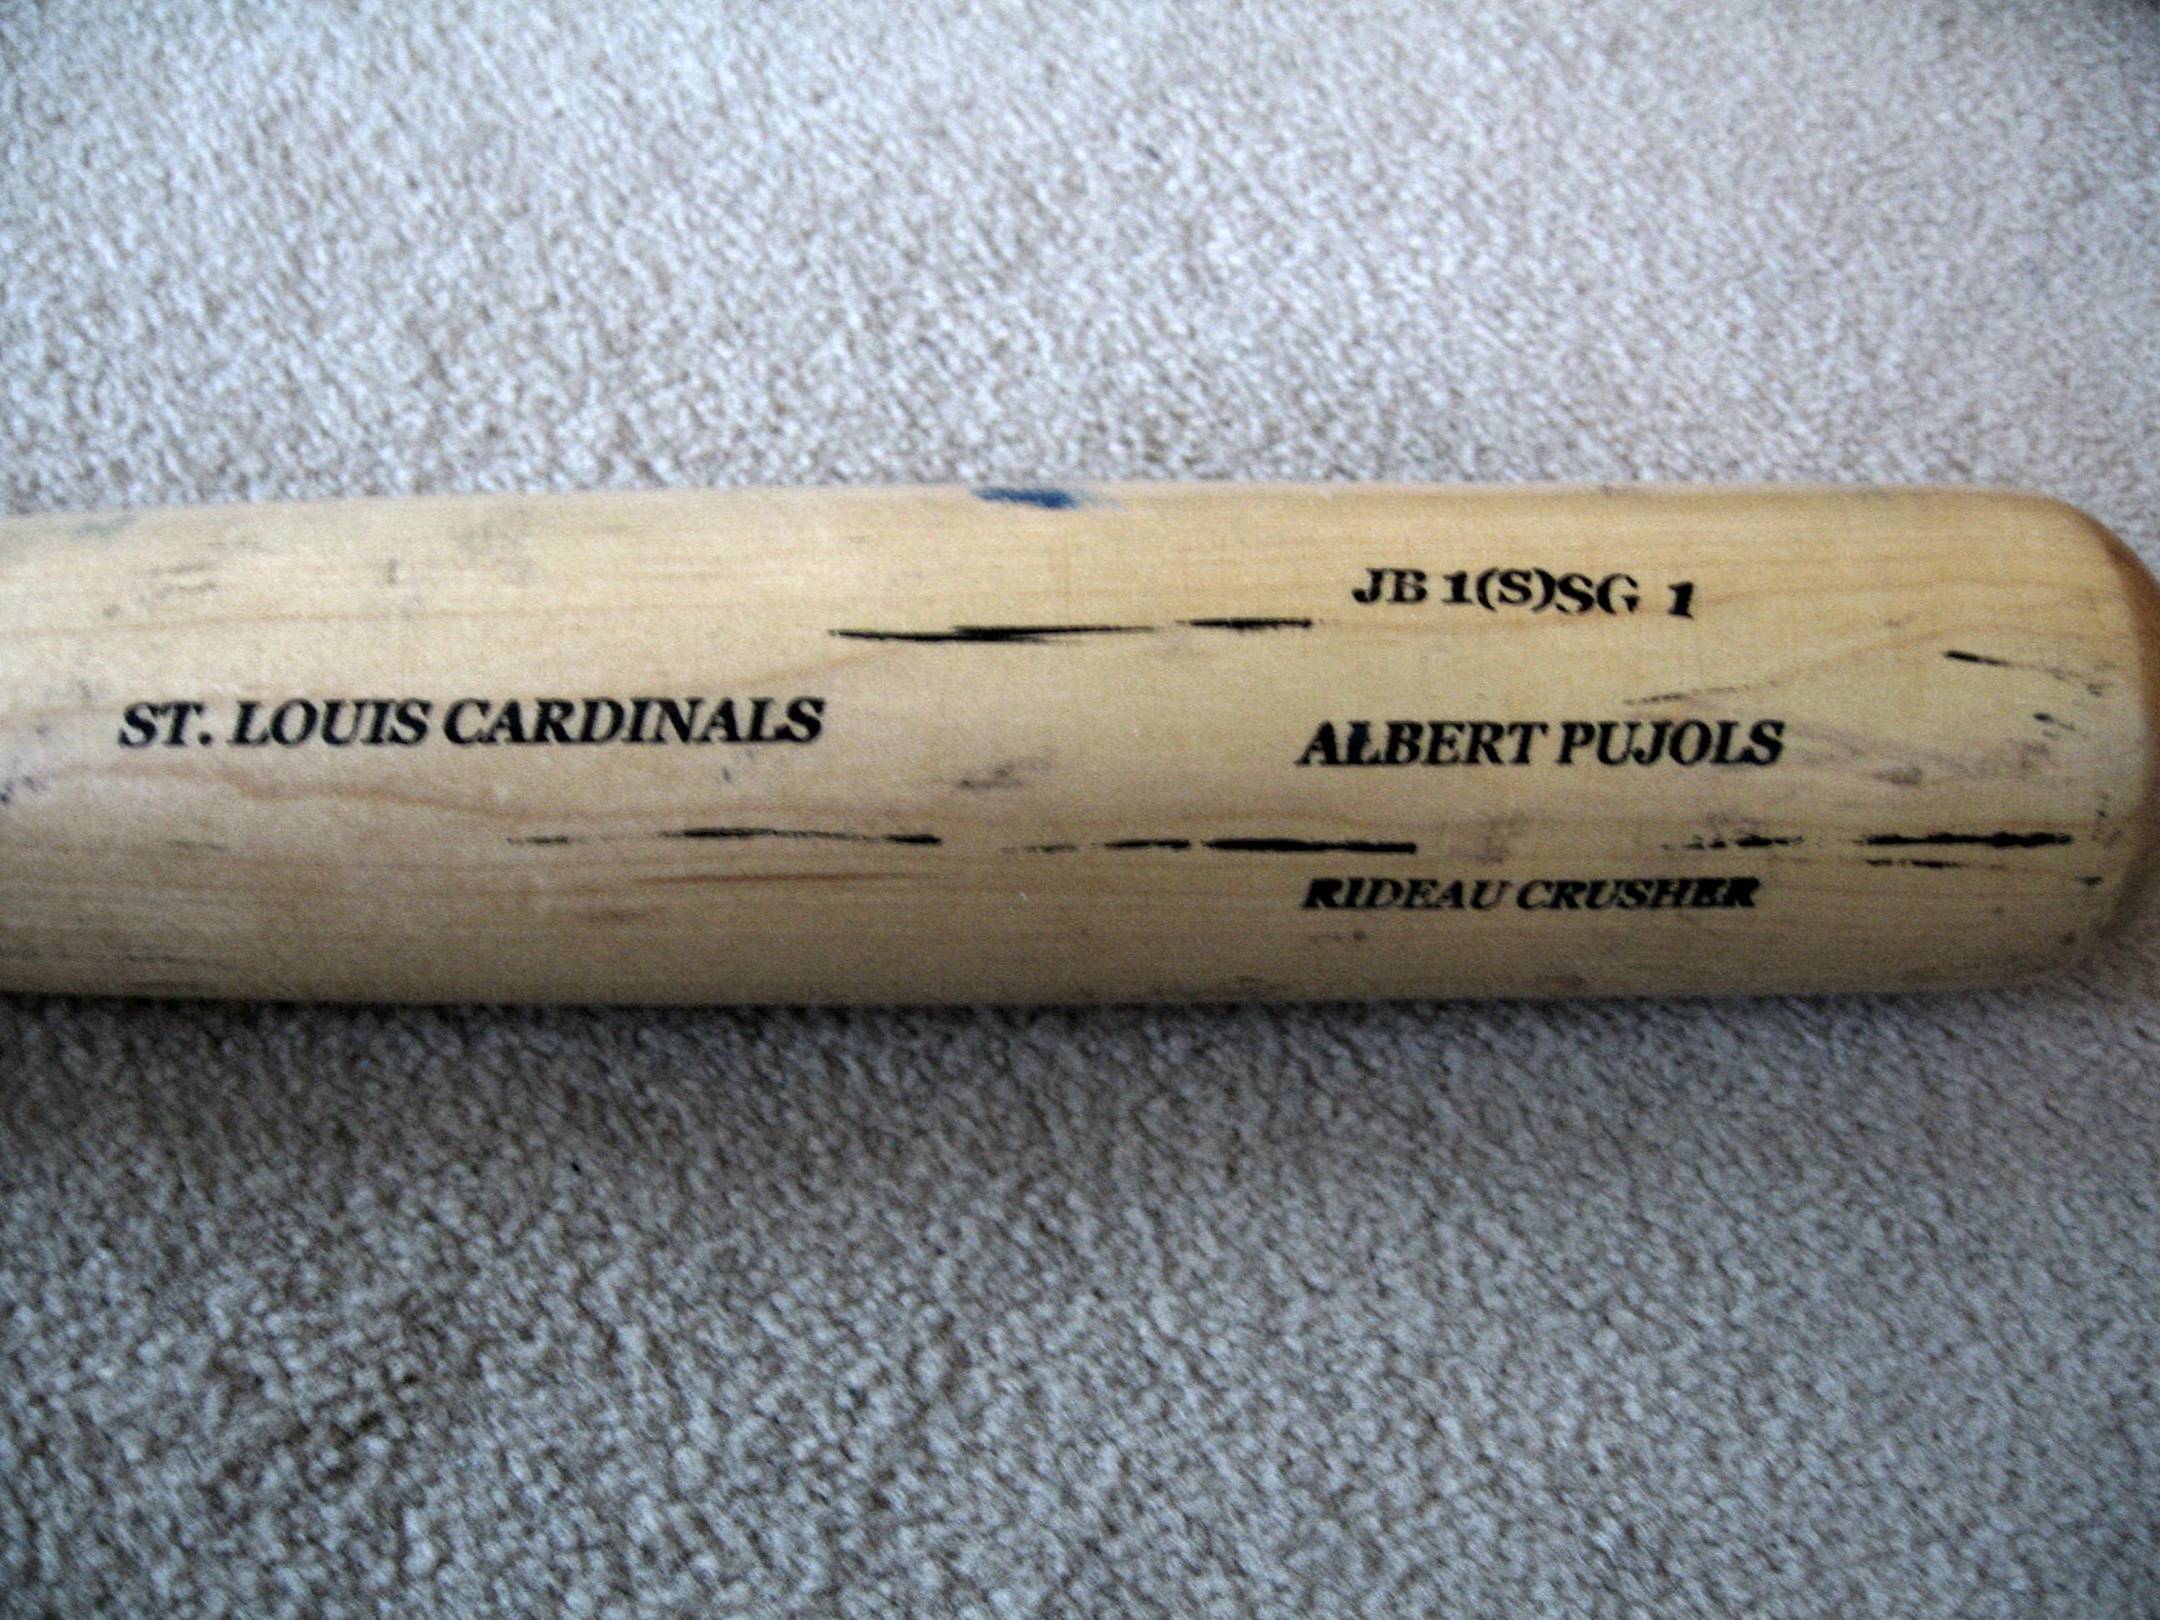 JB 1(S)SG 1
ST. LOUIS CARDINALS
ALBERT PUJOLS
RIDEAU CRUSHER